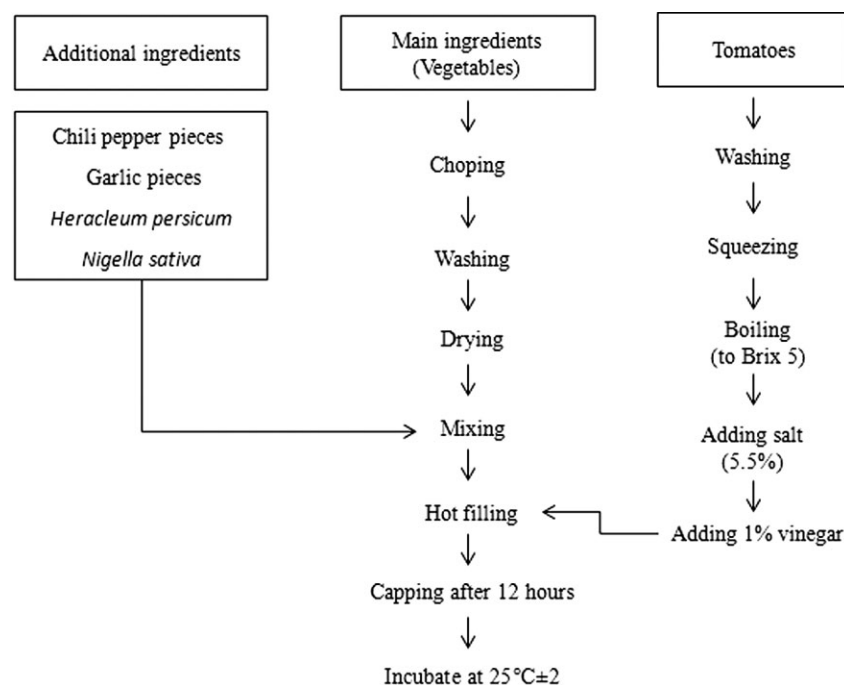 Additional ingredients
Chili pepper pieces
Garlic pieces
Heracleum persicum
Nigella sativa
Main ingredients
(Vegetables)
Choping
Washing
Drying
Mixing
Hot filling
Capping after 12 hours
Incubate at 25°C±2
Tomatoes
Washing
Squeezing
Boiling
(to Brix 5)
Adding salt
(5.5%)
Adding 1% vinegar